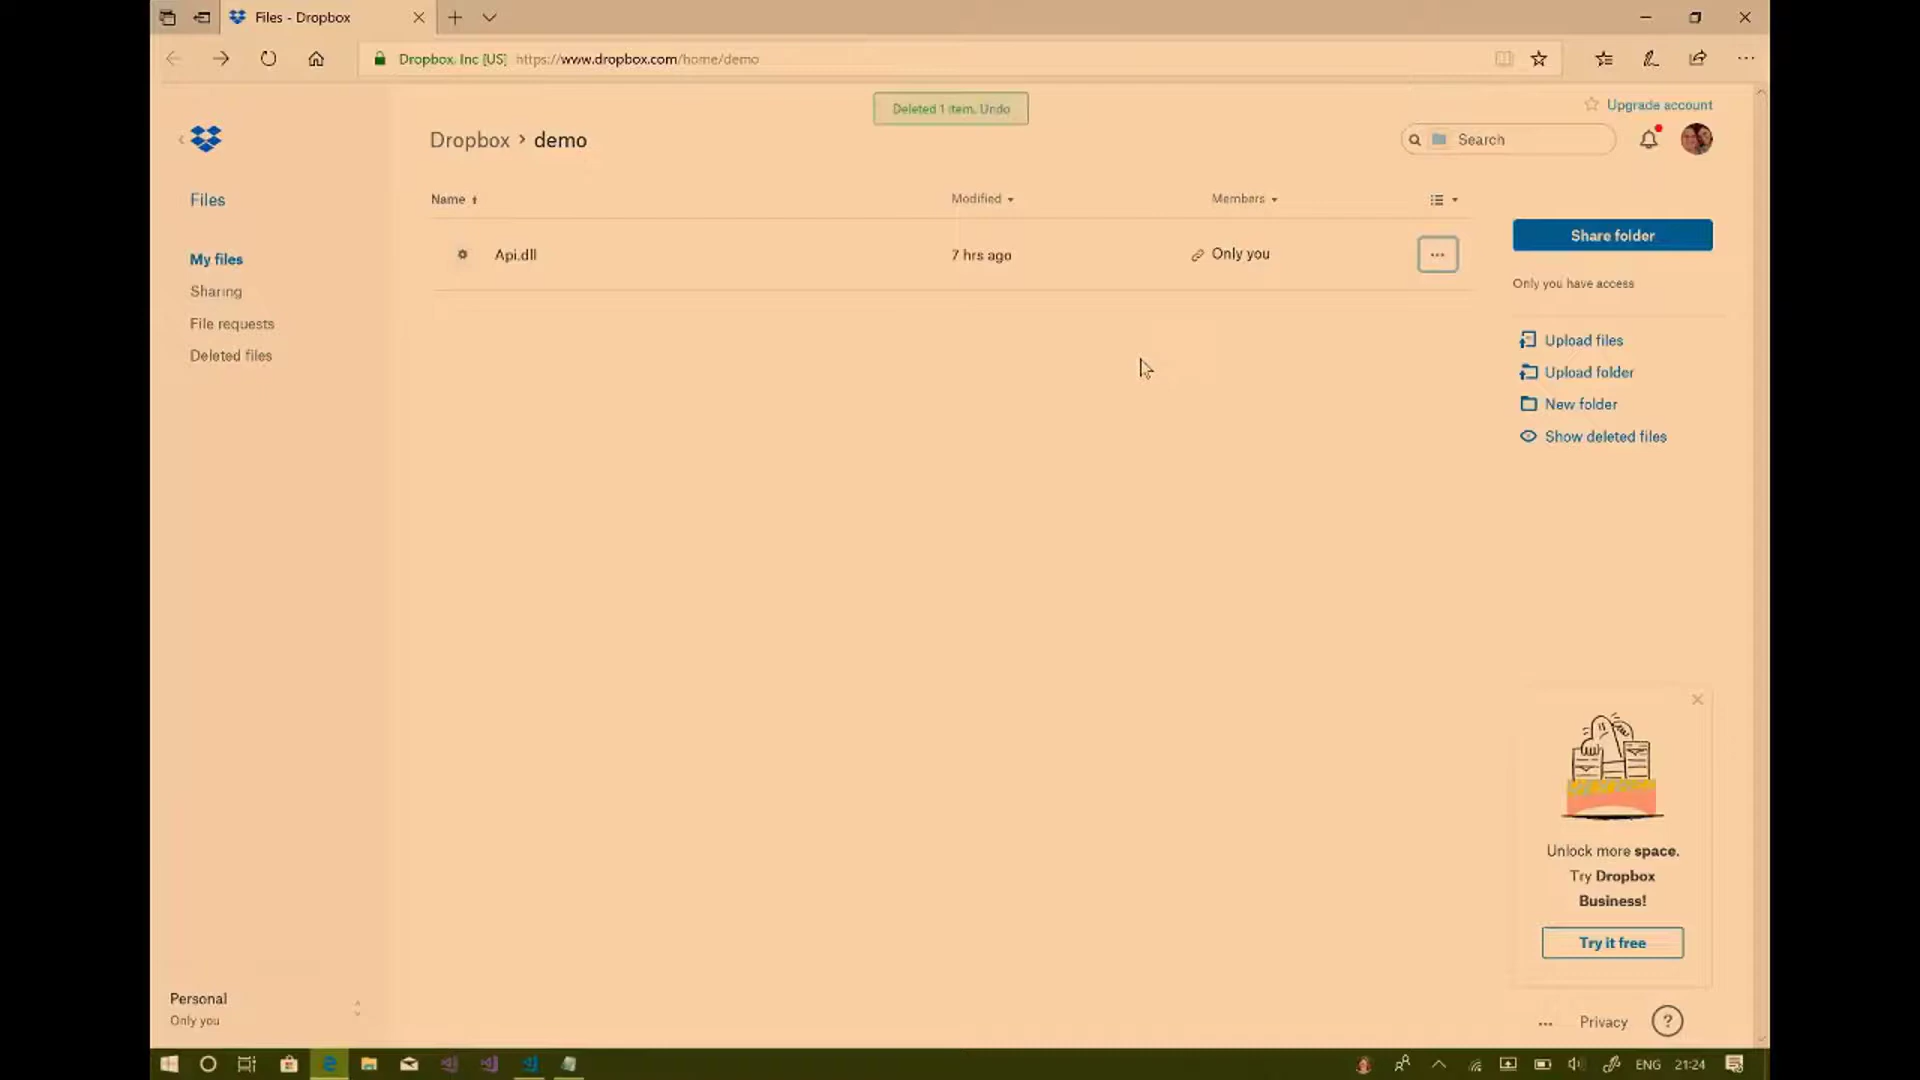 Files - Dropbox
Dropbox, Inc [US] https://www.dropbox.com/home/demo
Deleted 1 item. Undo
Upgrade account
Dropbox › demo
Search
Files
Name
Modified
Members
Share folder
Api.dll
7 hrs ago
Only you
...
My files
Only you have access
Sharing
File requests
Upload files
Deleted files
Upload folder
New folder
Show deleted files
Unlock more space.
Try Dropbox
Business!
Try it free
Personal
Only you
...
Privacy
?
ENG
21:24